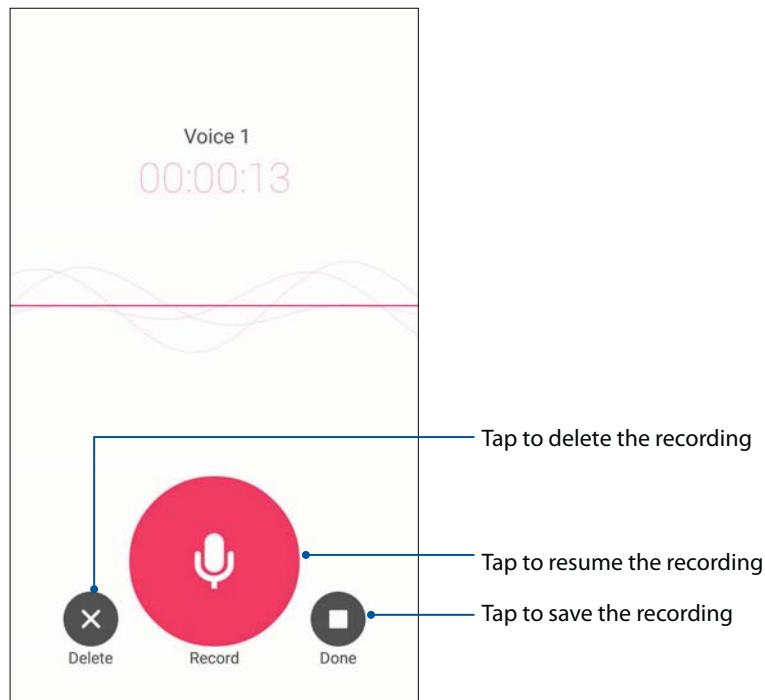 Voice 1
00:00:13
Tap to delete the recording
Tap to resume the recording
Tap to save the recording
Delete
Record
Done